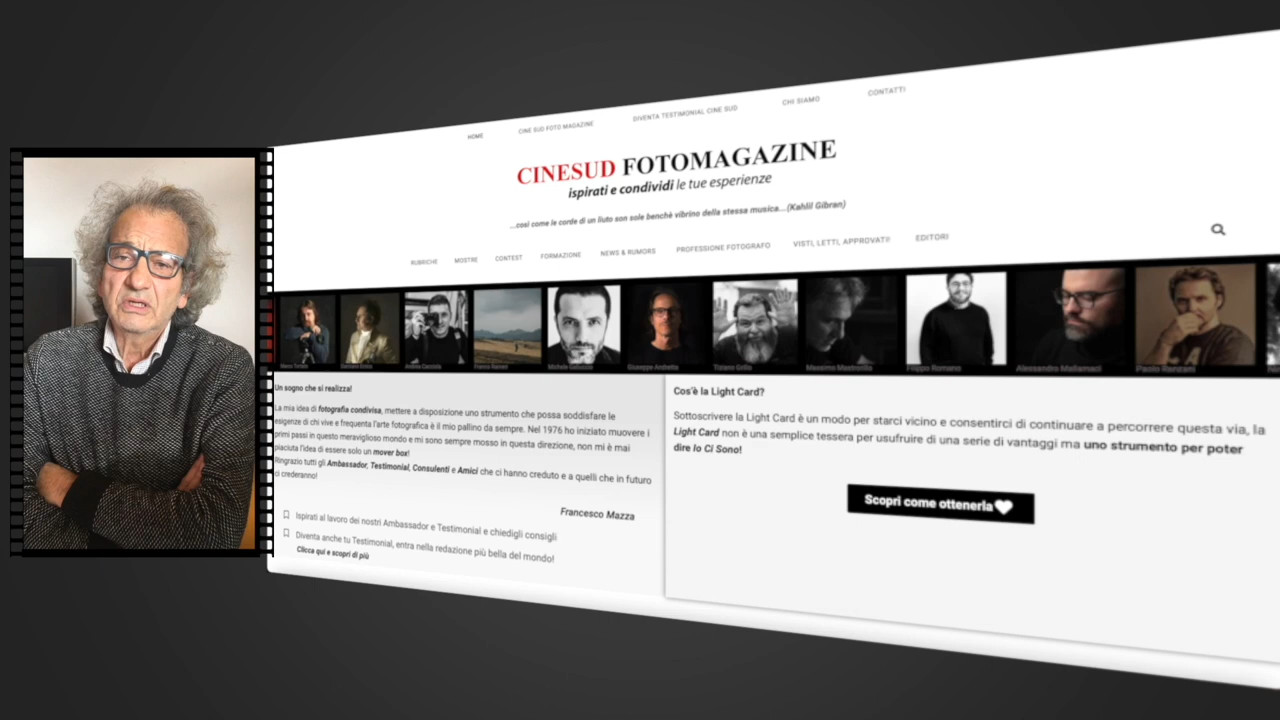 HOME
CINE SUD FOTO MAGAZINE
DIVENTA TESTIMONIAL CINE SUD
CHI SIAMO
CONTATTI
CINESUD FOTOMAGAZINE
ispirati e condividi le tue esperienze
...così come le corde di un liuto son sole benchè vibrino della stessa musica....(Kahlil Gibran)
RUBRICHE
MOSTRE
CONTEST
FORMAZIONE
NEWS & RUMORS
PROFESSIONE FOTOGRAFO
VISTI, LETTI, APPROVATI!
EDITORI
Giuseppe Anchetta
Tiziano Grillo
Massimo Mastrorillo
Filippo Romano
Alessandro Mallamaci
Paolo Ranzani
Un sogno che si realizza!
La mia idea di fotografia condivisa, mettere a disposizione uno strumento che possa soddisfare le
esigenze di chi vive e frequenta l'arte fotografica è il mio pallino da sempre. Nel 1976 ho iniziato muovere i
primi passi in questo meraviglioso mondo e mi sono sempre mosso in questa direzione, non mi è mai
piaciuta l'idea di essere solo un mover box!
Ringrazio tutti gli Ambassador, Testimonial, Consulenti e Amici che ci hanno creduto e a quelli che in futuro
ci crederanno!
Francesco Mazza
Ispirati al lavoro dei nostri Ambassador e Testimonial e chiedigli consigli
Diventa anche tu Testimonial, entra nella redazione più bella del mondo!
Clicca qui e scopri di più
Cos'è la Light Card?
Sottoscrivere la Light Card è un modo per starci vicino e consentirci di continuare a percorrere questa via, la
Light Card non è una semplice tessera per usufruire di una serie di vantaggi ma uno strumento per poter
dire Io Ci Sono!
Scopri come ottenerla